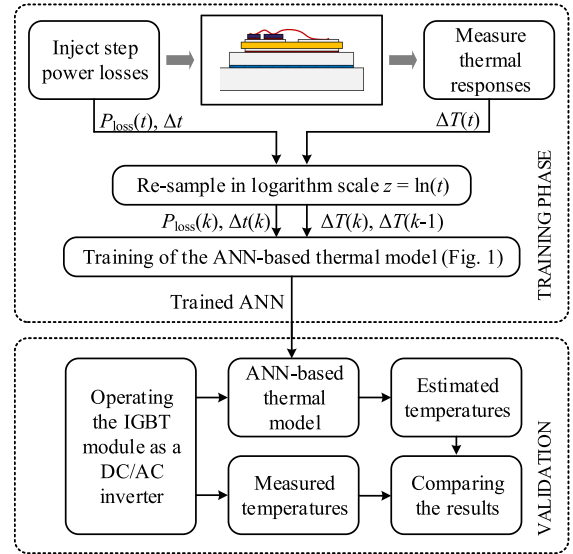 Inject step
power losses
Measure
thermal
responses
P_loss(t), Δt
ΔT(t)
Re-sample in logarithm scale z = ln(t)
P_loss(k), Δt(k)
ΔT(k), ΔT(k-1)
Training of the ANN-based thermal model (Fig. 1)
TRAINING PHASE
Trained ANN
Operating
the IGBT
module as a
DC/AC
inverter
ANN-based
thermal
model
Estimated
temperatures
Measured
temperatures
Comparing
the results
VALIDATION